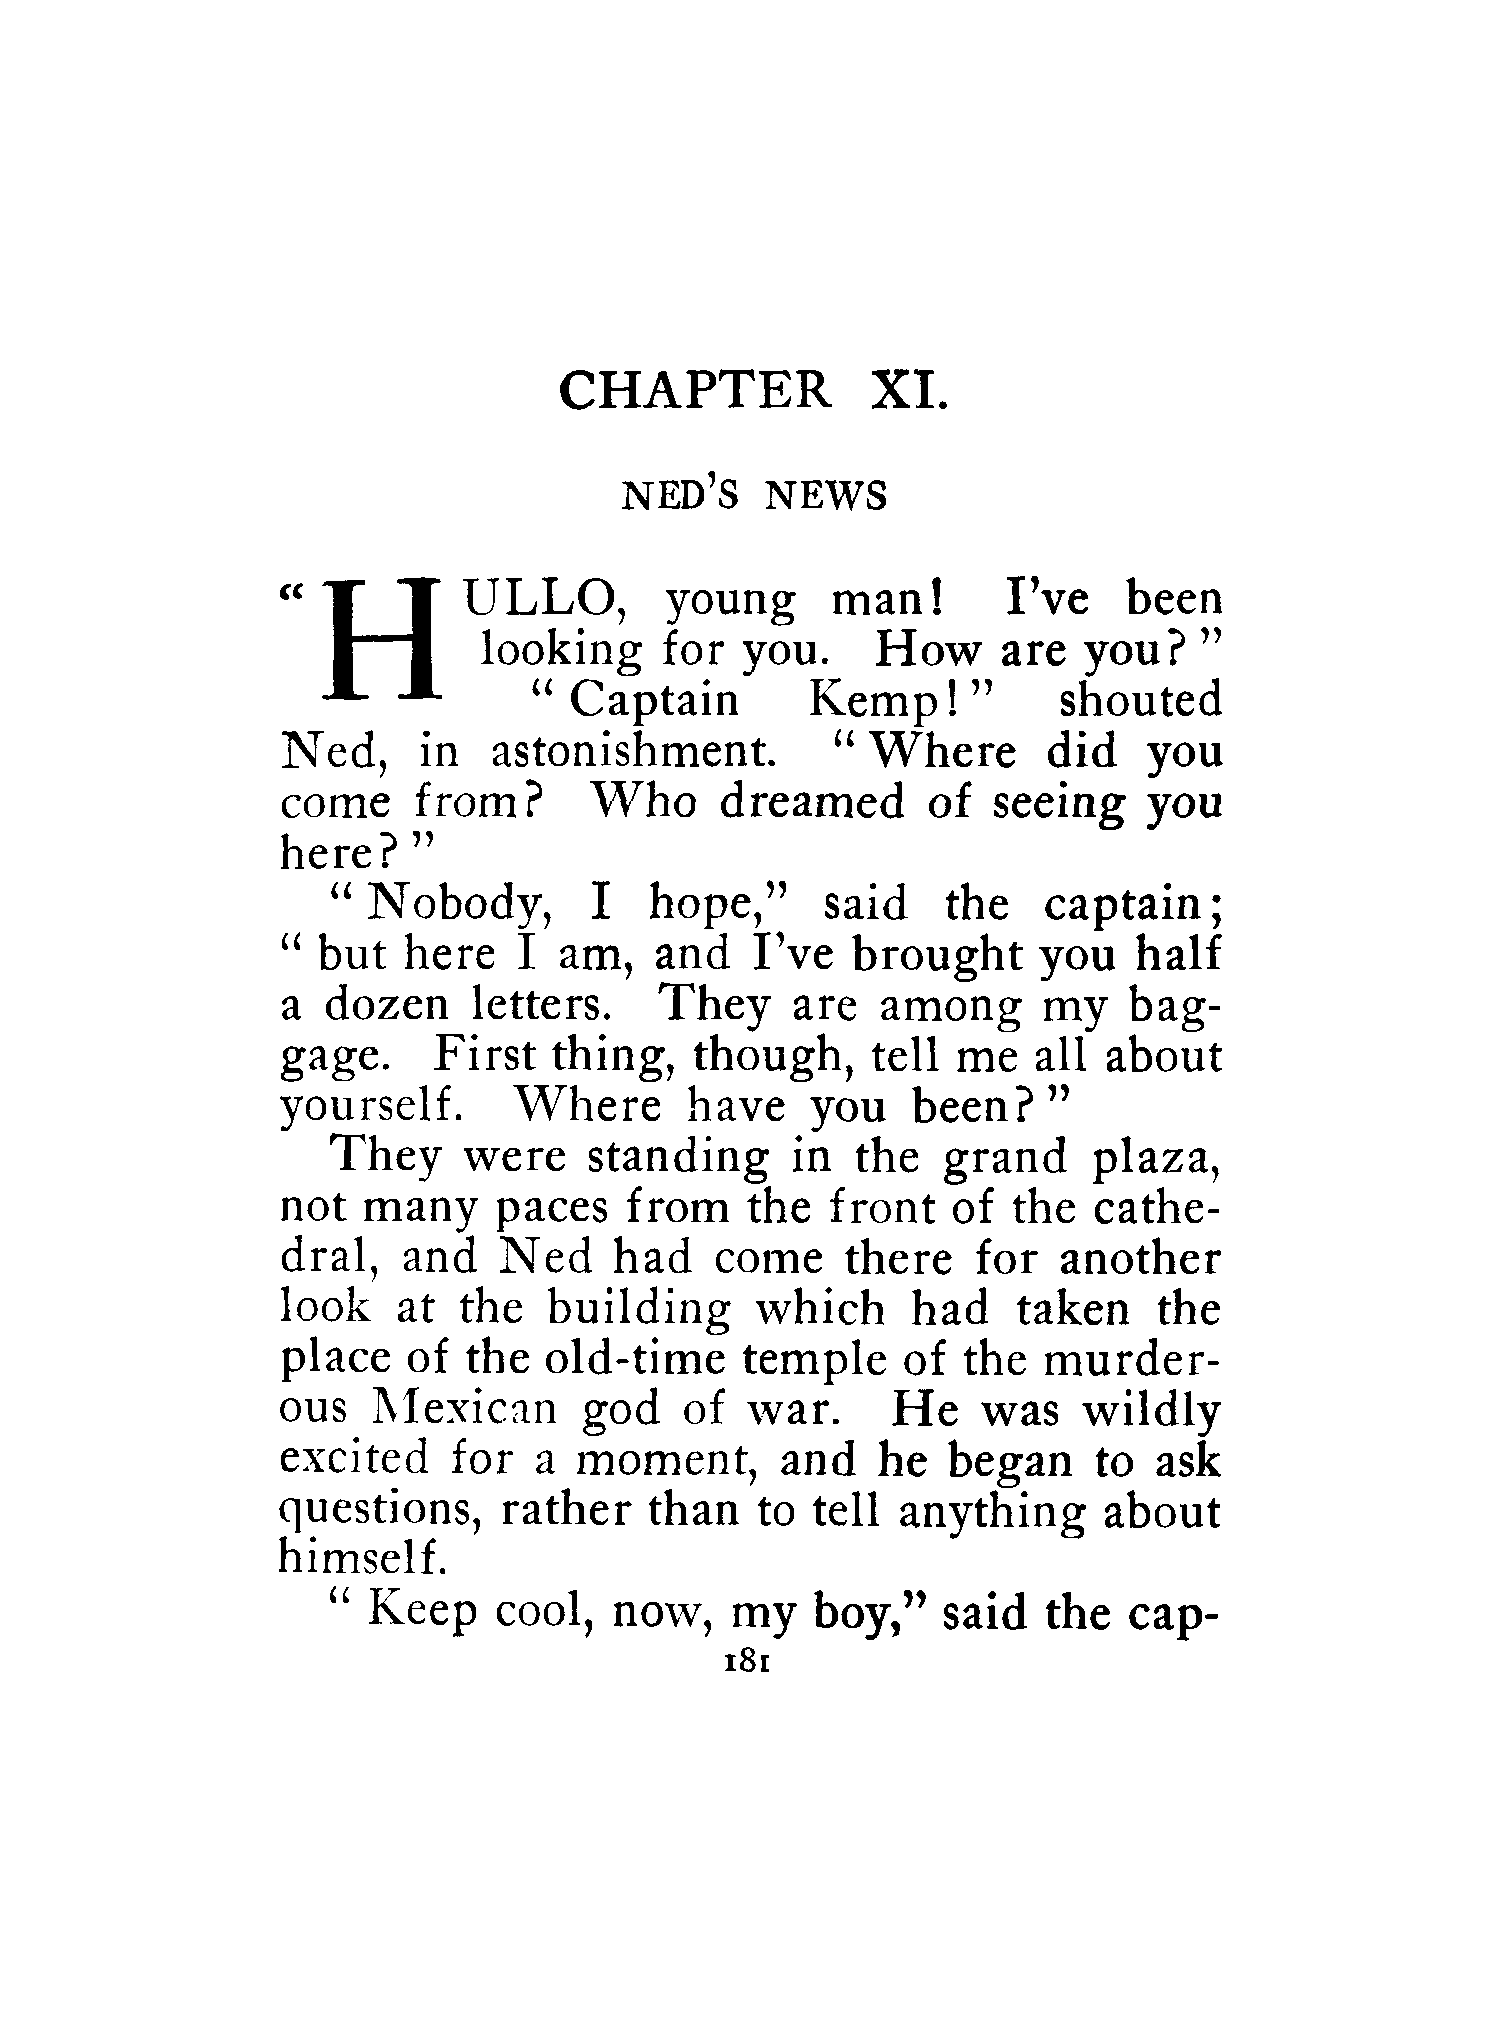 CHAPTER XI.
NED'S NEWS
"HULLO, young man! I've been
looking for you. How are you?"
"Captain Kemp!" shouted
Ned, in astonishment. "Where did you
come from? Who dreamed of seeing you
here?"
"Nobody, I hope," said the captain;
"but here I am, and I've brought you half
a dozen letters. They are among my bag-
gage. First thing, though, tell me all about
yourself. Where have you been?"
They were standing in the grand plaza,
not many paces from the front of the cathe-
dral, and Ned had come there for another
look at the building which had taken the
place of the old-time temple of the murder-
ous Mexican god of war. He was wildly
excited for a moment, and he began to ask
questions, rather than to tell anything about
himself.
"Keep cool, now, my boy," said the cap-
181